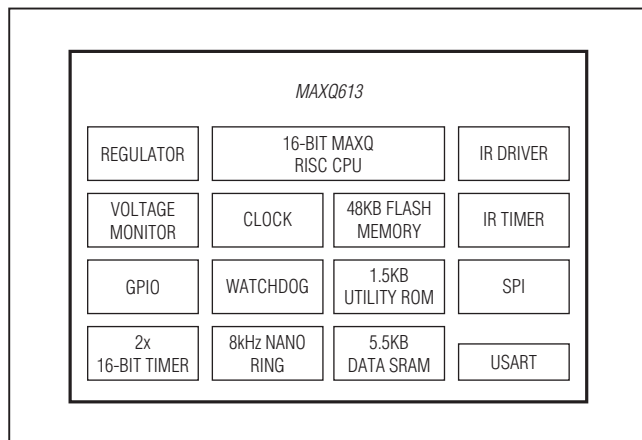 MAXQ613
REGULATOR
16-BIT MAXQ
RISC CPU
IR DRIVER
VOLTAGE
MONITOR
CLOCK
48KB FLASH
MEMORY
IR TIMER
GPIO
WATCHDOG
1.5KB
UTILITY ROM
SPI
2x
16-BIT TIMER
8kHz NANO
RING
5.5KB
DATA SRAM
USART